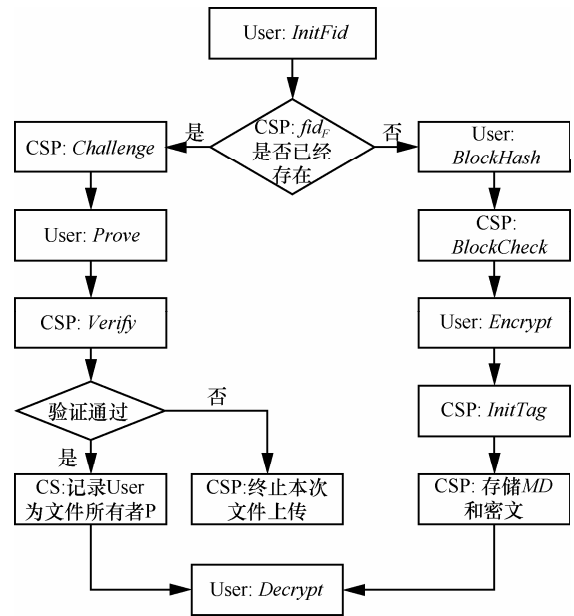 User: InitFid
CSP: fid_F
是否已经
存在
是
否
CSP: Challenge
User:
BlockHash
User: Prove
CSP:
BlockCheck
CSP: Verify
User: Encrypt
验证通过
否
CSP: InitTag
是
CS:记录User
为文件所有者P
CSP:终止本次
文件上传
CSP: 存储MD
和密文
User: Decrypt